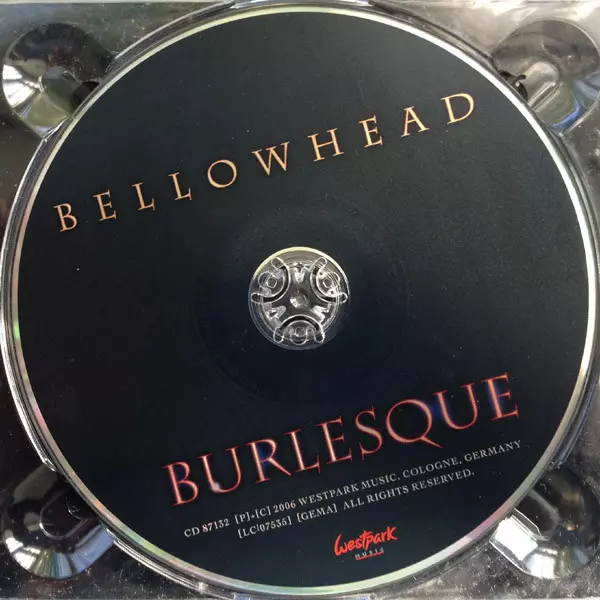 BELLOWHEAD
BURLESQUE
CD 87132 [P]+[C] 2006 WESTPARK MUSIC, COLOGNE, GERMANY
[LC|07535] [GEMA] ALL RIGHTS RESERVED.
Westpark
MUSIC